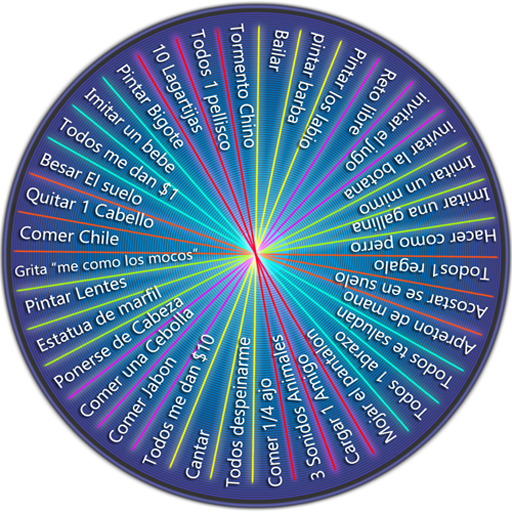 Tormento Chino
Bailar
pintar barba
pintar los labio
Reto libre
invitar el jugo
invitar la botana
Imitar un mimo
Imitar una gallina
Hacer como perro
Todos1 regalo
Acostar se en suelo
Apreton de mano
Todos te saludan
Todos 1 abrazo
Mojar el pantalon
Cargar 1 Amigo
3 Sonidos Animales
Comer 1/4 ajo
Todos despeinarme
Cantar
Todos me dan $10
Comer Jabon
Comer una Cebolla
Ponerse de Cabeza
Estatua de marfil
Pintar Lentes
Grita "me como los mocos"
Comer Chile
Quitar 1 Cabello
Besar El suelo
Todos me dan $1
Imitar un bebe
Pintar Bigote
10 Lagartijas
Todos 1 pellisco